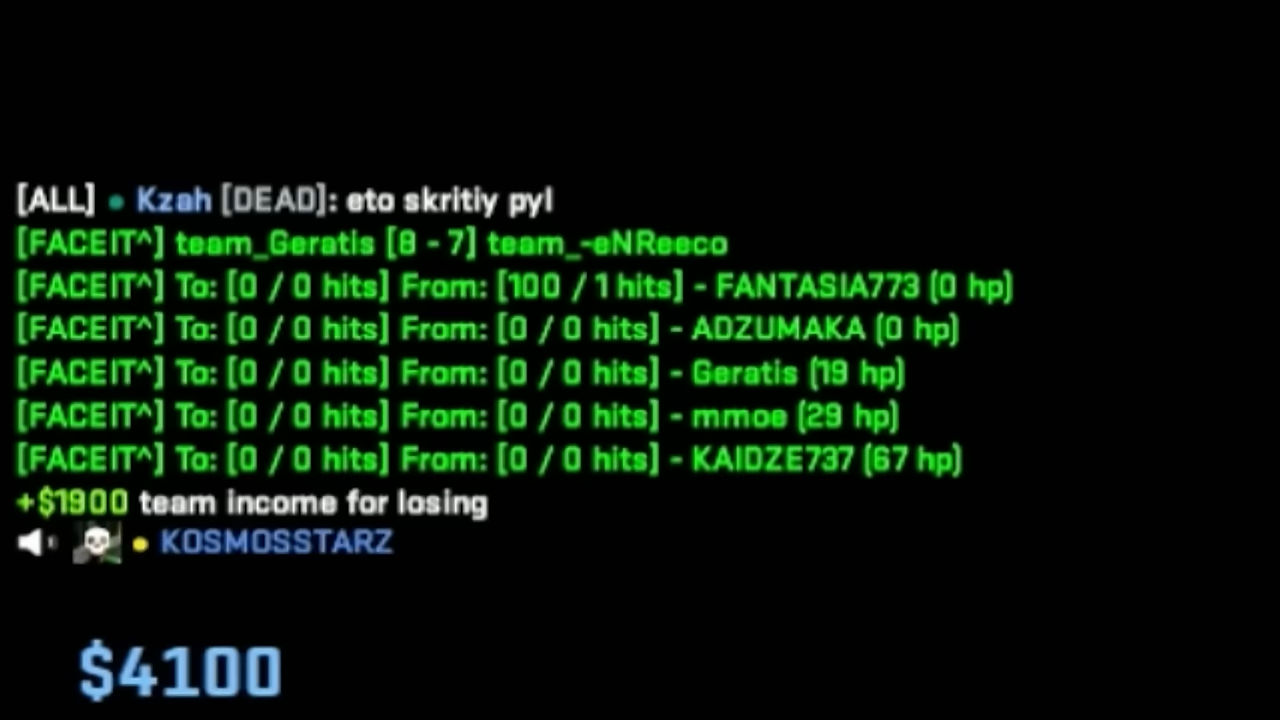 [ALL] • Kzah [DEAD]: eto skritiy pyl
[FACEIT^] team_Geratis [8 - 7] team_-eNReeco
[FACEIT^] To: [0 / 0 hits] From: [100 / 1 hits] - FANTASIA773 (0 hp)
[FACEIT^] To: [0 / 0 hits] From: [0 / 0 hits] - ADZUMAKA (0 hp)
[FACEIT^] To: [0 / 0 hits] From: [0 / 0 hits] - Geratis (19 hp)
[FACEIT^] To: [0 / 0 hits] From: [0 / 0 hits] - mmoe (29 hp)
[FACEIT^] To: [0 / 0 hits] From: [0 / 0 hits] - KAIDZE737 (67 hp)
+$1900 team income for losing
• KOSMOSSTARZ
$4100